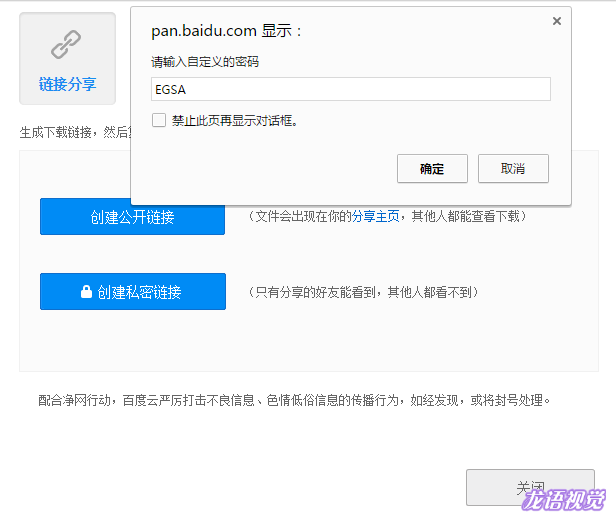 pan.baidu.com 显示：
×
请输入自定义的密码
EGSA
禁止此页再显示对话框。
确定
取消
链接分享
生成下载链接，然后
创建公开链接
（文件会出现在你的分享主页，其他人都能查看下载）
创建私密链接
（只有分享的好友能看到，其他人都看不到）
配合净网行动，百度云严厉打击不良信息、色情低俗信息的传播行为，如经发现，或将封号处理。
关闭
龙语视觉